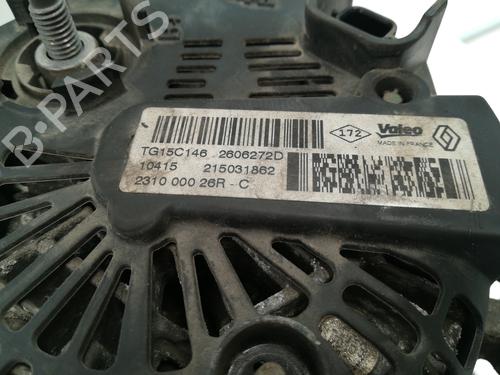 TG15C146 2606272D
172
Valeo
MADE IN FRANCE
10415 215031862
2310 000 26R - C
B-PARTS